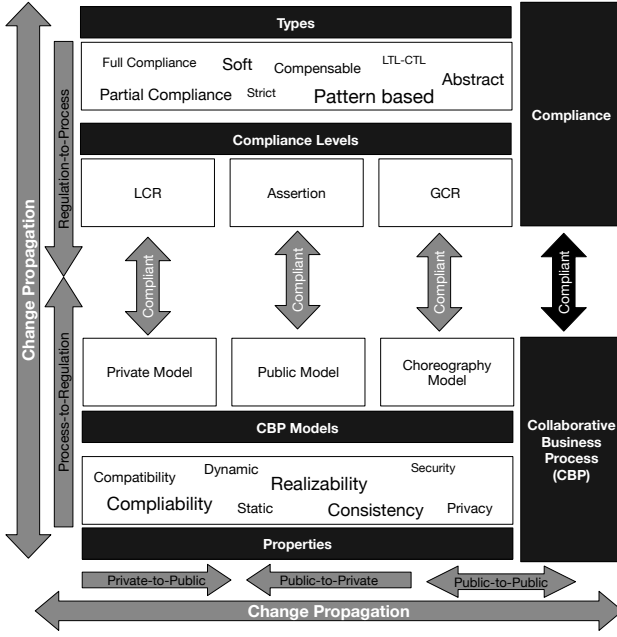 Types
Full Compliance
Soft
Compensable
LTL-CTL
Abstract
Partial Compliance
Strict
Pattern based
Compliance
Compliance Levels
LCR
Assertion
GCR
Regulation-to-Process
Change Propagation
Compliant
Compliant
Compliant
Compliant
Process-to-Regulation
Private Model
Public Model
Choreography
Model
CBP Models
Collaborative
Business
Process
(CBP)
Compatibility
Dynamic
Realizability
Security
Compliability
Static
Consistency
Privacy
Properties
Private-to-Public
Public-to-Private
Public-to-Public
Change Propagation